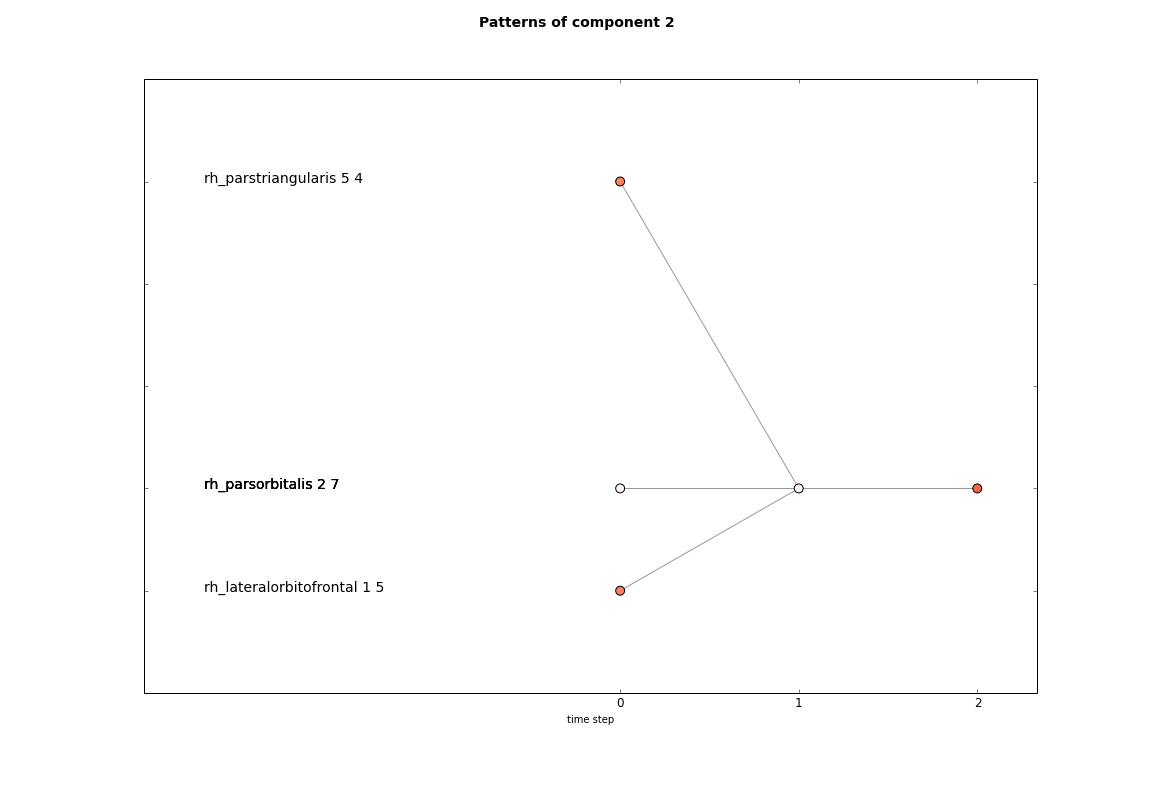 Patterns of component 2
rh_parstriangularis 5 4
rh_parsorbitalis 2 7
rh_lateralorbitofrontal 1 5
0 1 2
time step